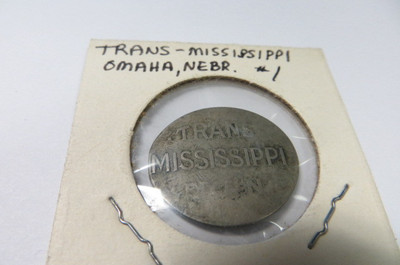 TRANS-MISSISSIPPI
OMAHA, NEBR. #1
TRANS
MISSISSIPPI